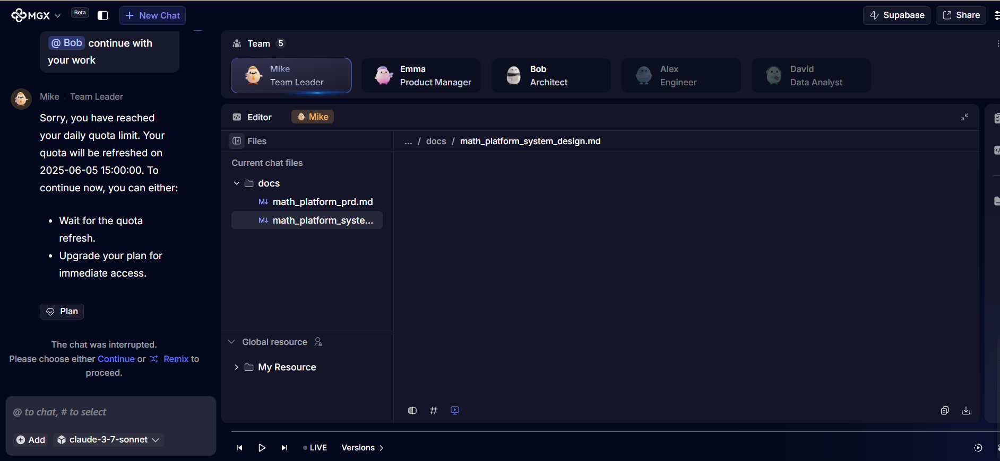 MGX
Beta
New Chat
Supabase
Share
@ Bob continue with
your work
Mike
Team Leader
Sorry, you have reached
your daily quota limit. Your
quota will be refreshed on
2025-06-05 15:00:00. To
continue now, you can either:
• Wait for the quota
refresh.
• Upgrade your plan for
immediate access.
Plan
The chat was interrupted.
Please choose either Continue or Remix to
proceed.
@ to chat, # to select
Add
claude-3-7-sonnet
Team 5
Mike
Team Leader
Emma
Product Manager
Bob
Architect
Alex
Engineer
David
Data Analyst
Editor
Mike
Files
... / docs / math_platform_system_design.md
Current chat files
docs
M↓ math_platform_prd.md
M↓ math_platform_syste...
Global resource
My Resource
#
LIVE
Versions